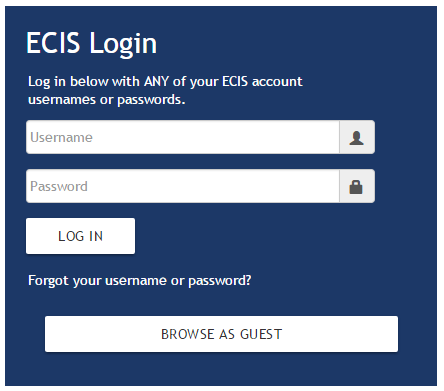 ECIS Login
Log in below with ANY of your ECIS account
usernames or passwords.
Username
Password
LOG IN
Forgot your username or password?
BROWSE AS GUEST